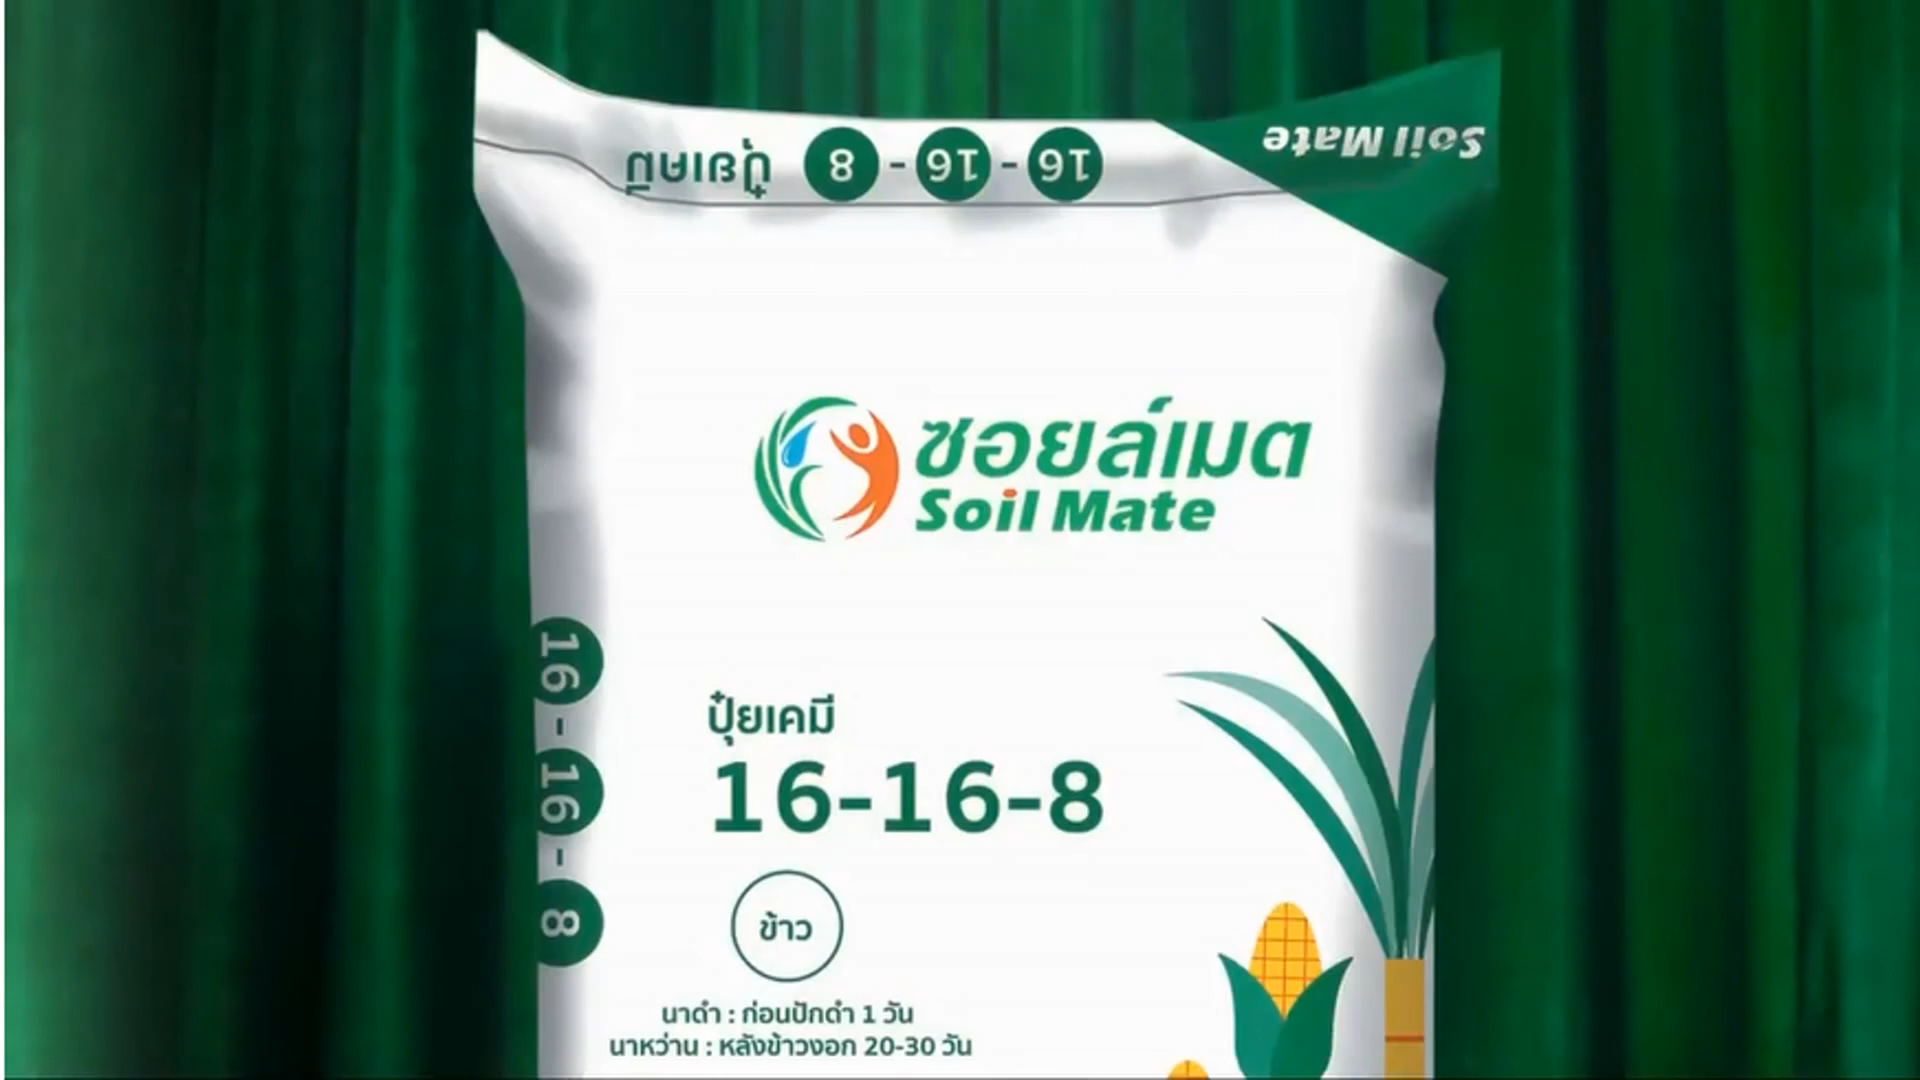 ปุ๋ยเคมี 16-16-8
Soil Mate
ซอยล์เมต
Soil Mate
16-16-8
ปุ๋ยเคมี
16-16-8
ข้าว
นาดำ : ก่อนปักดำ 1 วัน
นาหว่าน : หลังข้าวงอก 20-30 วัน